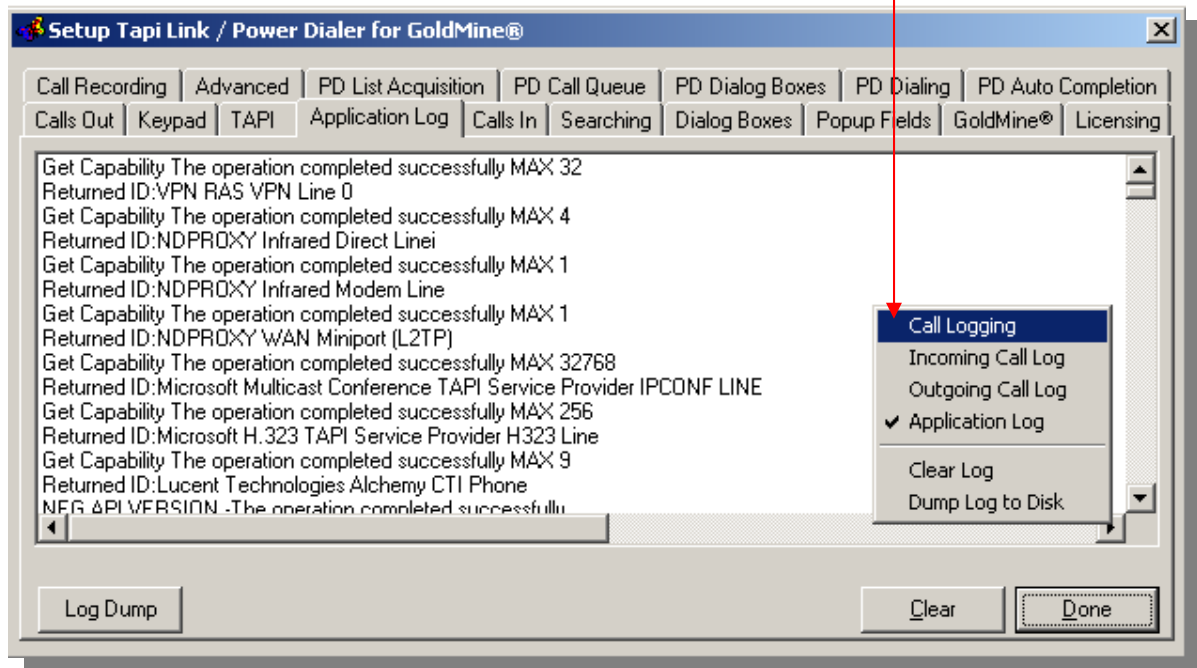 Setup Tapi Link / Power Dialer for GoldMine®
Call Recording Advanced PD List Acquisition PD Call Queue PD Dialog Boxes PD Dialing PD Auto Completion
Calls Out Keypad TAPI Application Log Calls In Searching Dialog Boxes Popup Fields GoldMine® Licensing
Get Capability The operation completed successfully MAX 32
Returned ID:VPN RAS VPN Line 0
Get Capability The operation completed successfully MAX 4
Returned ID:NDPROXY Infrared Direct Linei
Get Capability The operation completed successfully MAX 1
Returned ID:NDPROXY Infrared Modem Line
Get Capability The operation completed successfully MAX 1
Returned ID:NDPROXY WAN Miniport (L2TP)
Get Capability The operation completed successfully MAX 32768
Returned ID:Microsoft Multicast Conference TAPI Service Provider IPCONF LINE
Get Capability The operation completed successfully MAX 256
Returned ID:Microsoft H.323 TAPI Service Provider H323 Line
Get Capability The operation completed successfully MAX 9
Returned ID:Lucent Technologies Alchemy CTI Phone
NEG API VERSION -The operation completed successfully
Call Logging
Incoming Call Log
Outgoing Call Log
Application Log
Clear Log
Dump Log to Disk
Log Dump Clear Done